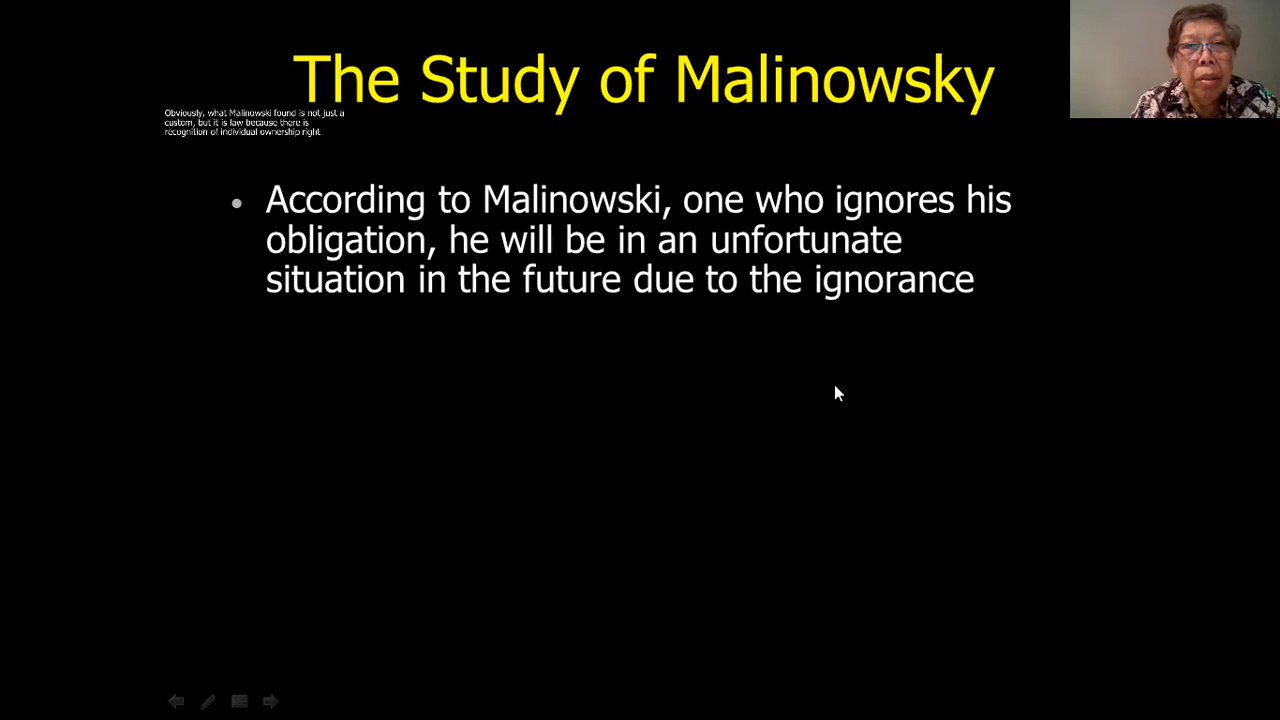 The Study of Malinowsky
Obviously, what Malinowski found is not just a
custom, but it is law because there is
recognition of individual ownership right
• According to Malinowski, one who ignores his
obligation, he will be in an unfortunate
situation in the future due to the ignorance